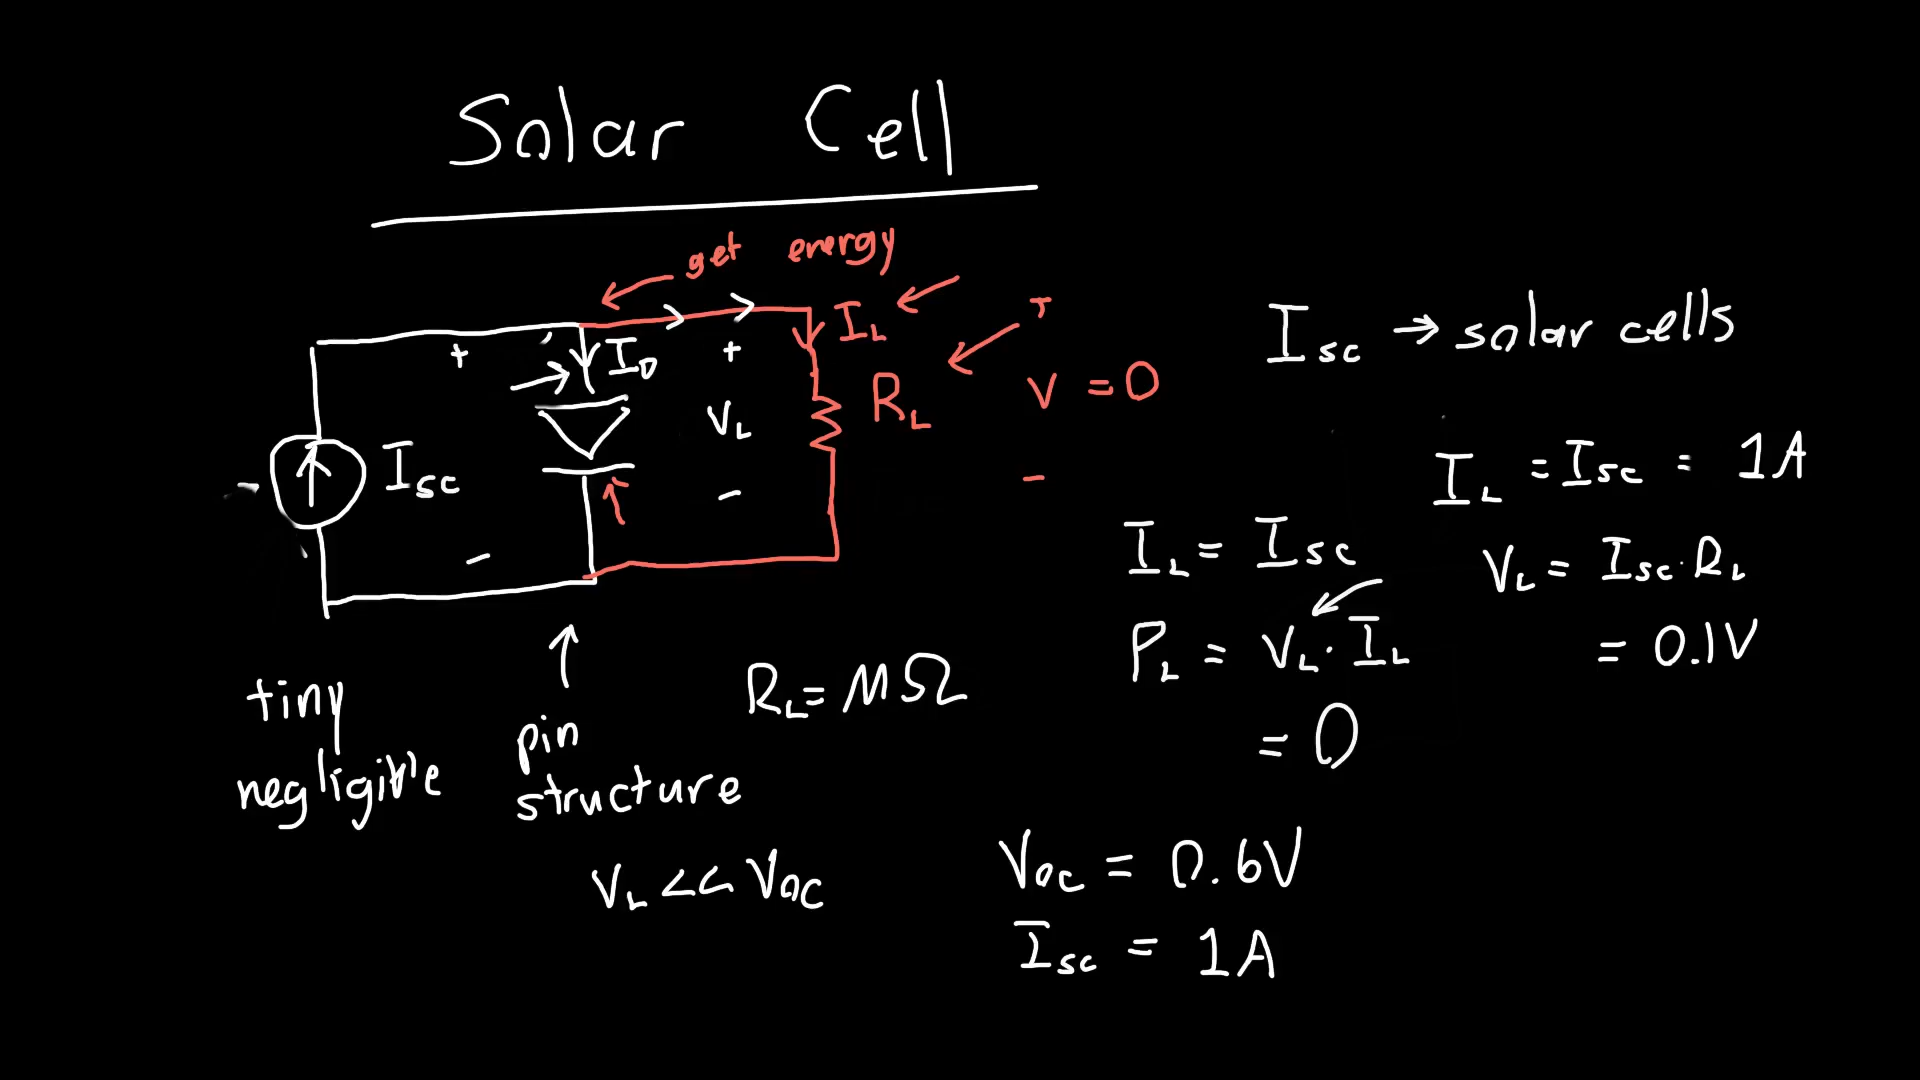 Solar Cell
get energy
I_L
+ I_D + R_L V = 0
V_L
I_sc
- - -
I_sc → solar cells
I_L = I_sc = 1A
I_L = I_sc
V_L = I_sc · R_L
P_L = V_L · I_L
= 0.1V
= 0
tiny
negligible
pin
structure
R_L = MΩ
V_L << V_oc
V_oc = 0.6V
I_sc = 1A